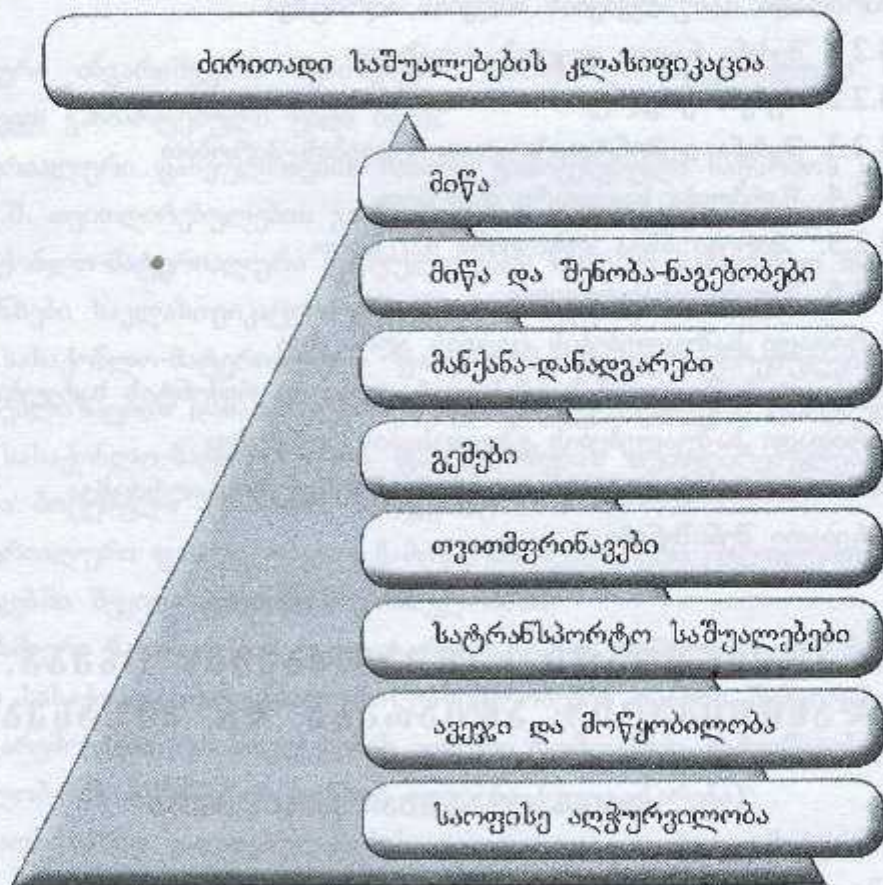 ძირითადი საშუალებების კლასიფიკაცია
მიწა
მიწა და შენობა-ნაგებობები
მანქანა-დანადგარები
გემები
თვითმფრინავები
სატრანსპორტო საშუალებები
ავეჯი და მოწყობილობა
საოფისე აღჭურვილობა